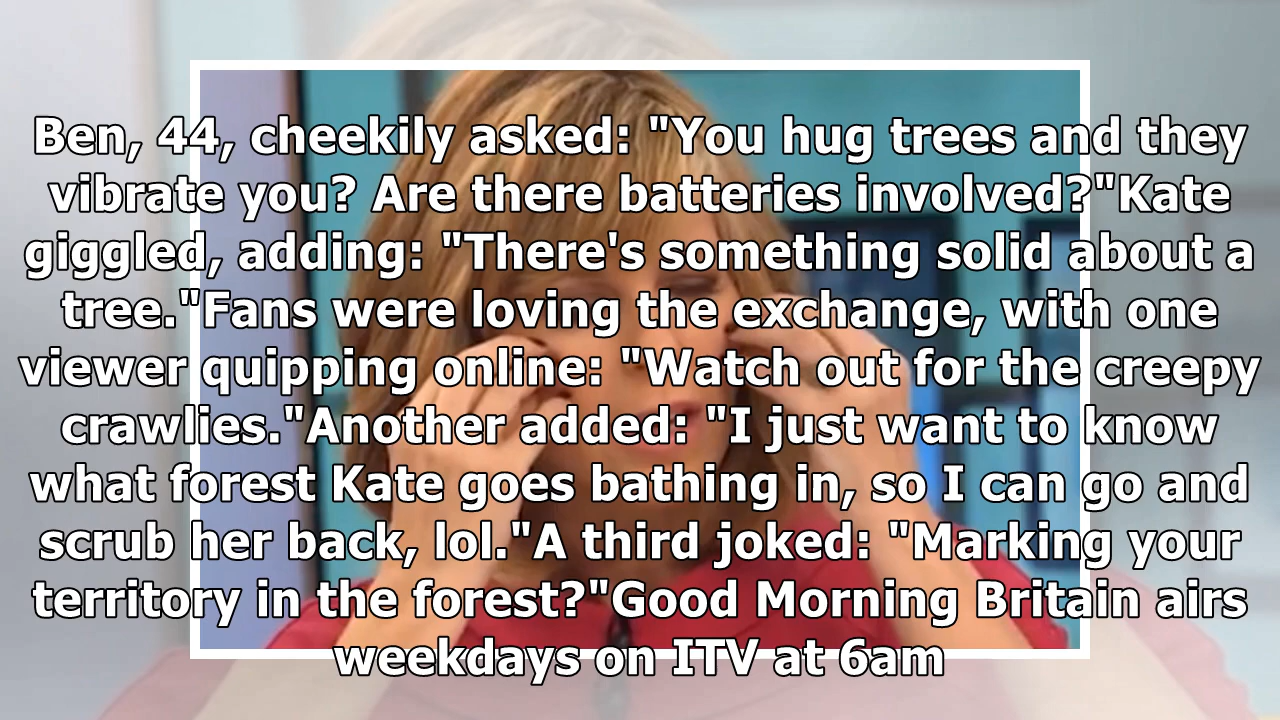 Ben, 44, cheekily asked: "You hug trees and they
vibrate you? Are there batteries involved?"Kate
giggled, adding: "There's something solid about a
tree."Fans were loving the exchange, with one
viewer quipping online: "Watch out for the creepy
crawlies."Another added: "I just want to know
what forest Kate goes bathing in, so I can go and
scrub her back, lol."A third joked: "Marking your
territory in the forest?"Good Morning Britain airs
weekdays on ITV at 6am